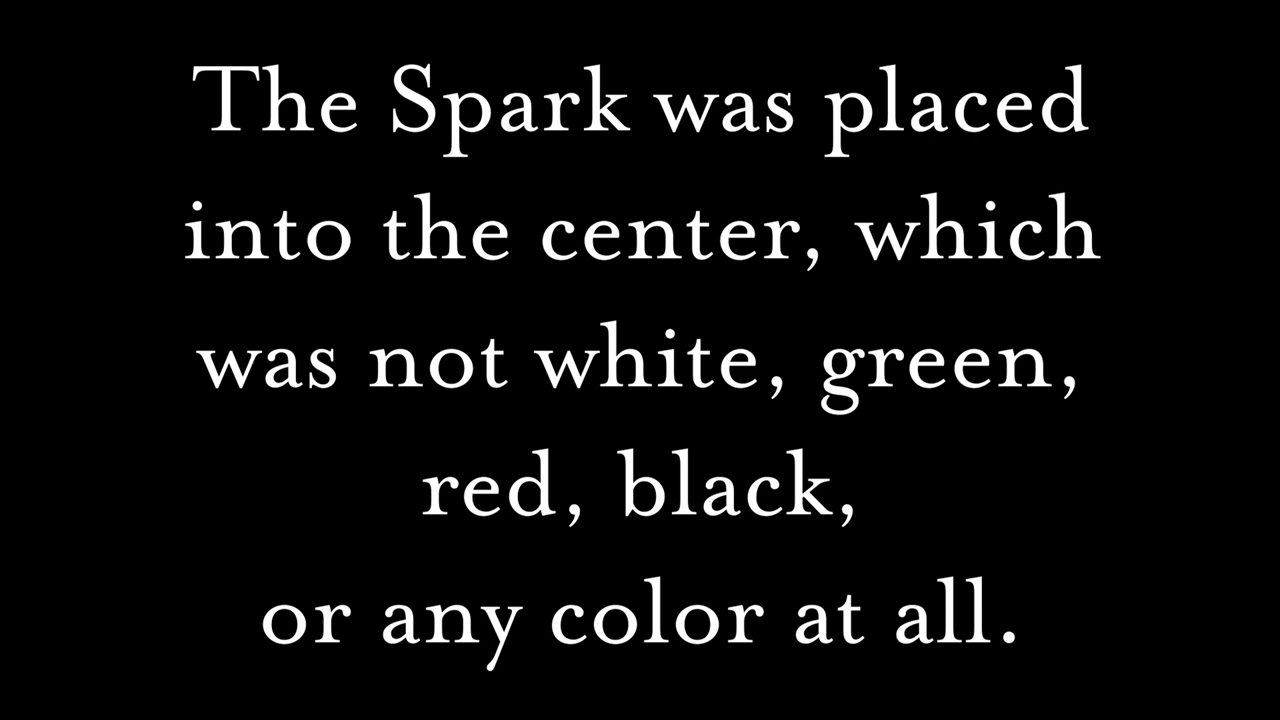 The Spark was placed
into the center, which
was not white, green,
red, black,
or any color at all.